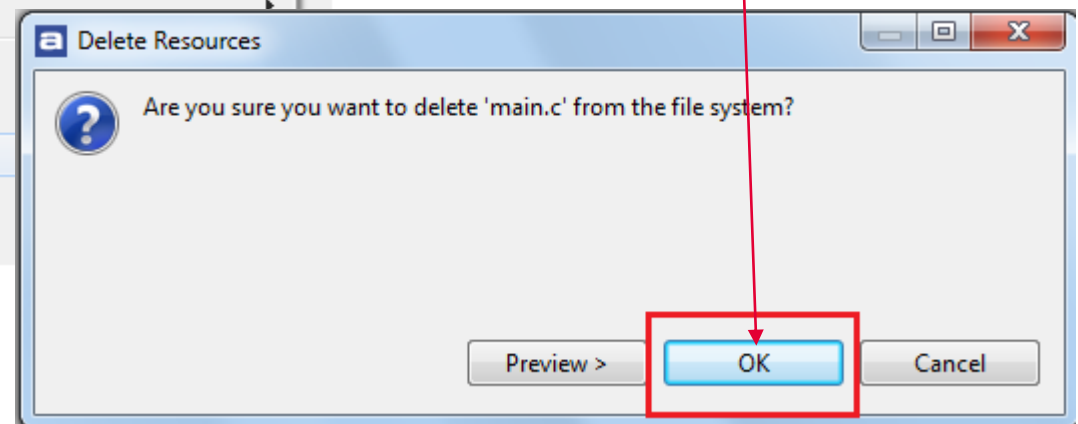 Delete Resources
Are you sure you want to delete 'main.c' from the file system?
Preview >
OK
Cancel